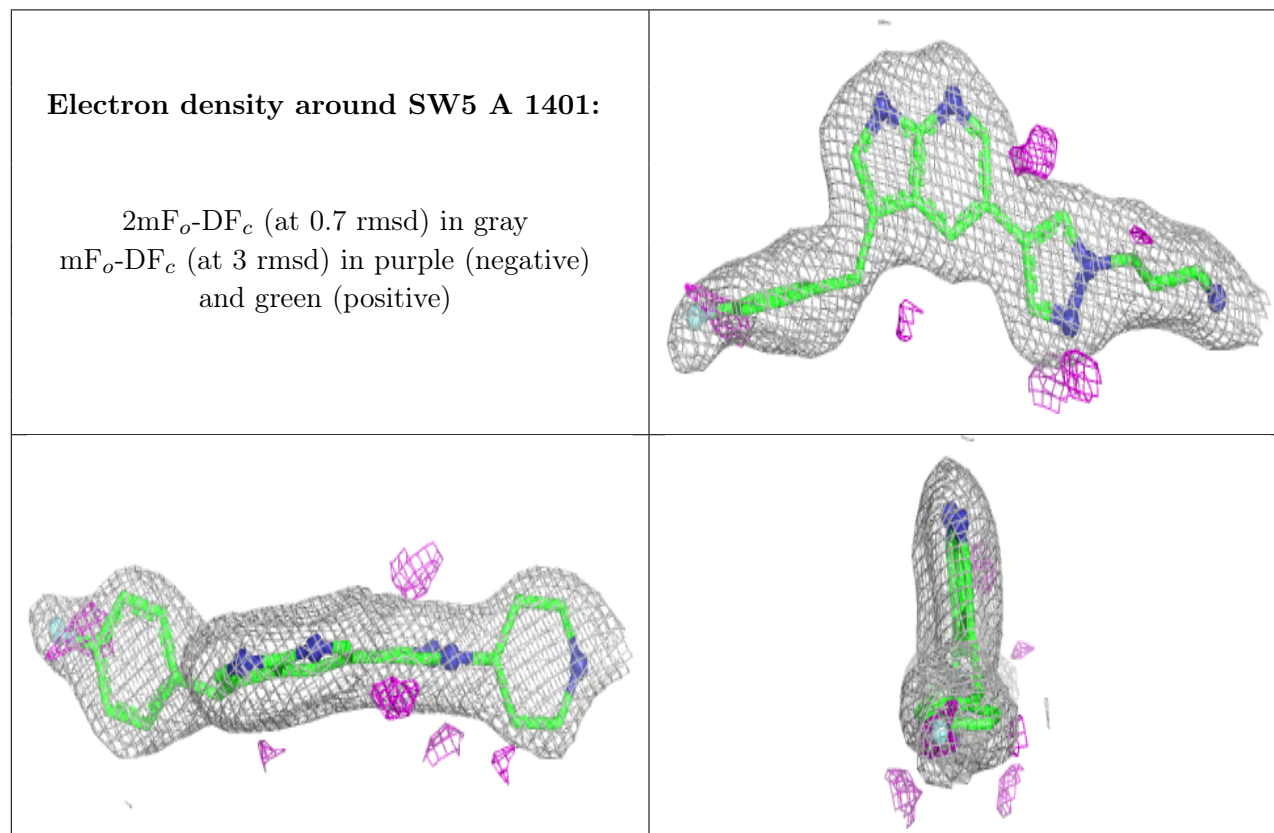 Electron density around SW5 A 1401:
2mFo-DFc (at 0.7 rmsd) in gray
mFo-DFc (at 3 rmsd) in purple (negative)
and green (positive)